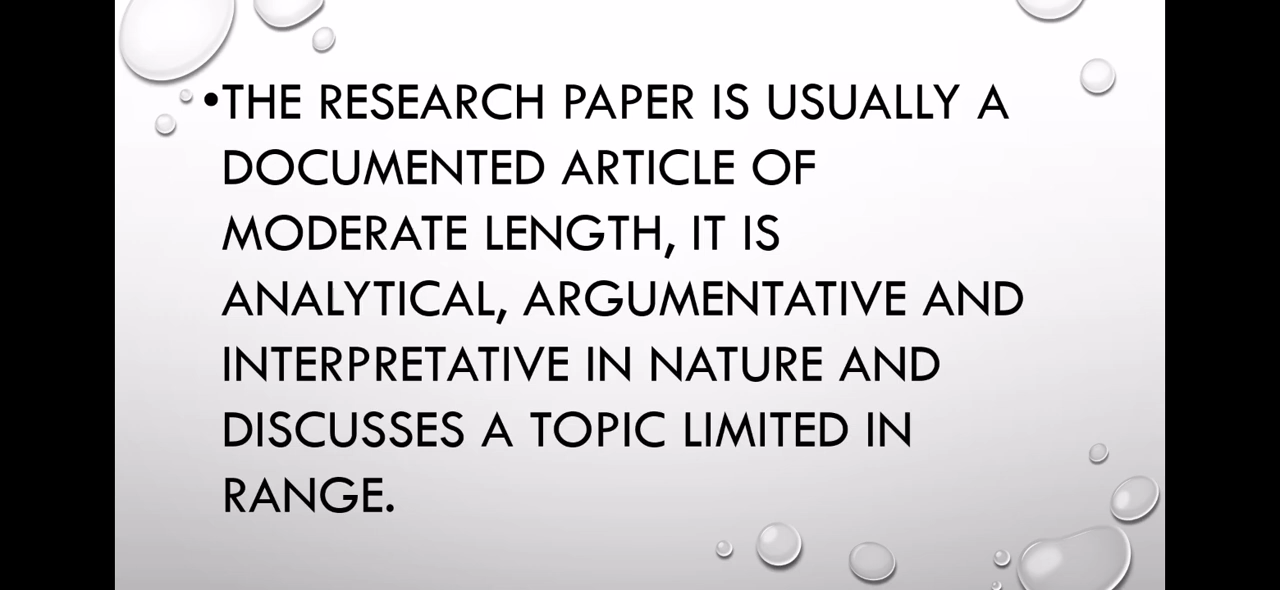 •THE RESEARCH PAPER IS USUALLY A
DOCUMENTED ARTICLE OF
MODERATE LENGTH, IT IS
ANALYTICAL, ARGUMENTATIVE AND
INTERPRETATIVE IN NATURE AND
DISCUSSES A TOPIC LIMITED IN
RANGE.